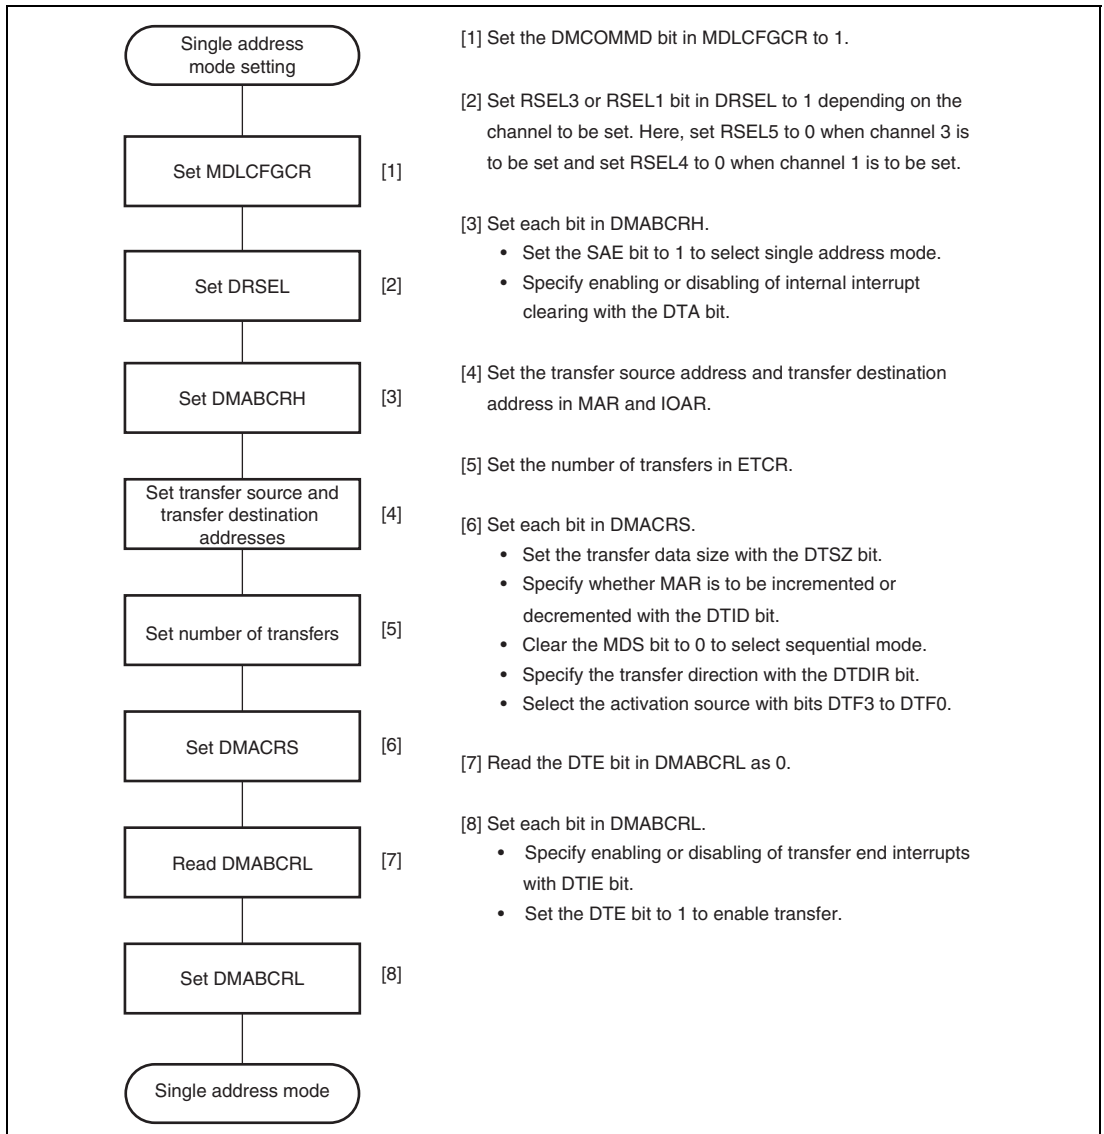 Single address
mode setting
Set MDLCFGCR
[1]
Set DRSEL
[2]
Set DMABCRH
[3]
Set transfer source and
transfer destination
addresses
[4]
Set number of transfers
[5]
Set DMACRS
[6]
Read DMABCRL
[7]
Set DMABCRL
[8]
Single address mode
[1] Set the DMCOMMD bit in MDLCFGCR to 1.
[2] Set RSEL3 or RSEL1 bit in DRSEL to 1 depending on the
channel to be set. Here, set RSEL5 to 0 when channel 3 is
to be set and set RSEL4 to 0 when channel 1 is to be set.
[3] Set each bit in DMABCRH.
• Set the SAE bit to 1 to select single address mode.
• Specify enabling or disabling of internal interrupt
clearing with the DTA bit.
[4] Set the transfer source address and transfer destination
address in MAR and IOAR.
[5] Set the number of transfers in ETCR.
[6] Set each bit in DMACRS.
• Set the transfer data size with the DTSZ bit.
• Specify whether MAR is to be incremented or
decremented with the DTID bit.
• Clear the MDS bit to 0 to select sequential mode.
• Specify the transfer direction with the DTDIR bit.
• Select the activation source with bits DTF3 to DTF0.
[7] Read the DTE bit in DMABCRL as 0.
[8] Set each bit in DMABCRL.
• Specify enabling or disabling of transfer end interrupts
with DTIE bit.
• Set the DTE bit to 1 to enable transfer.